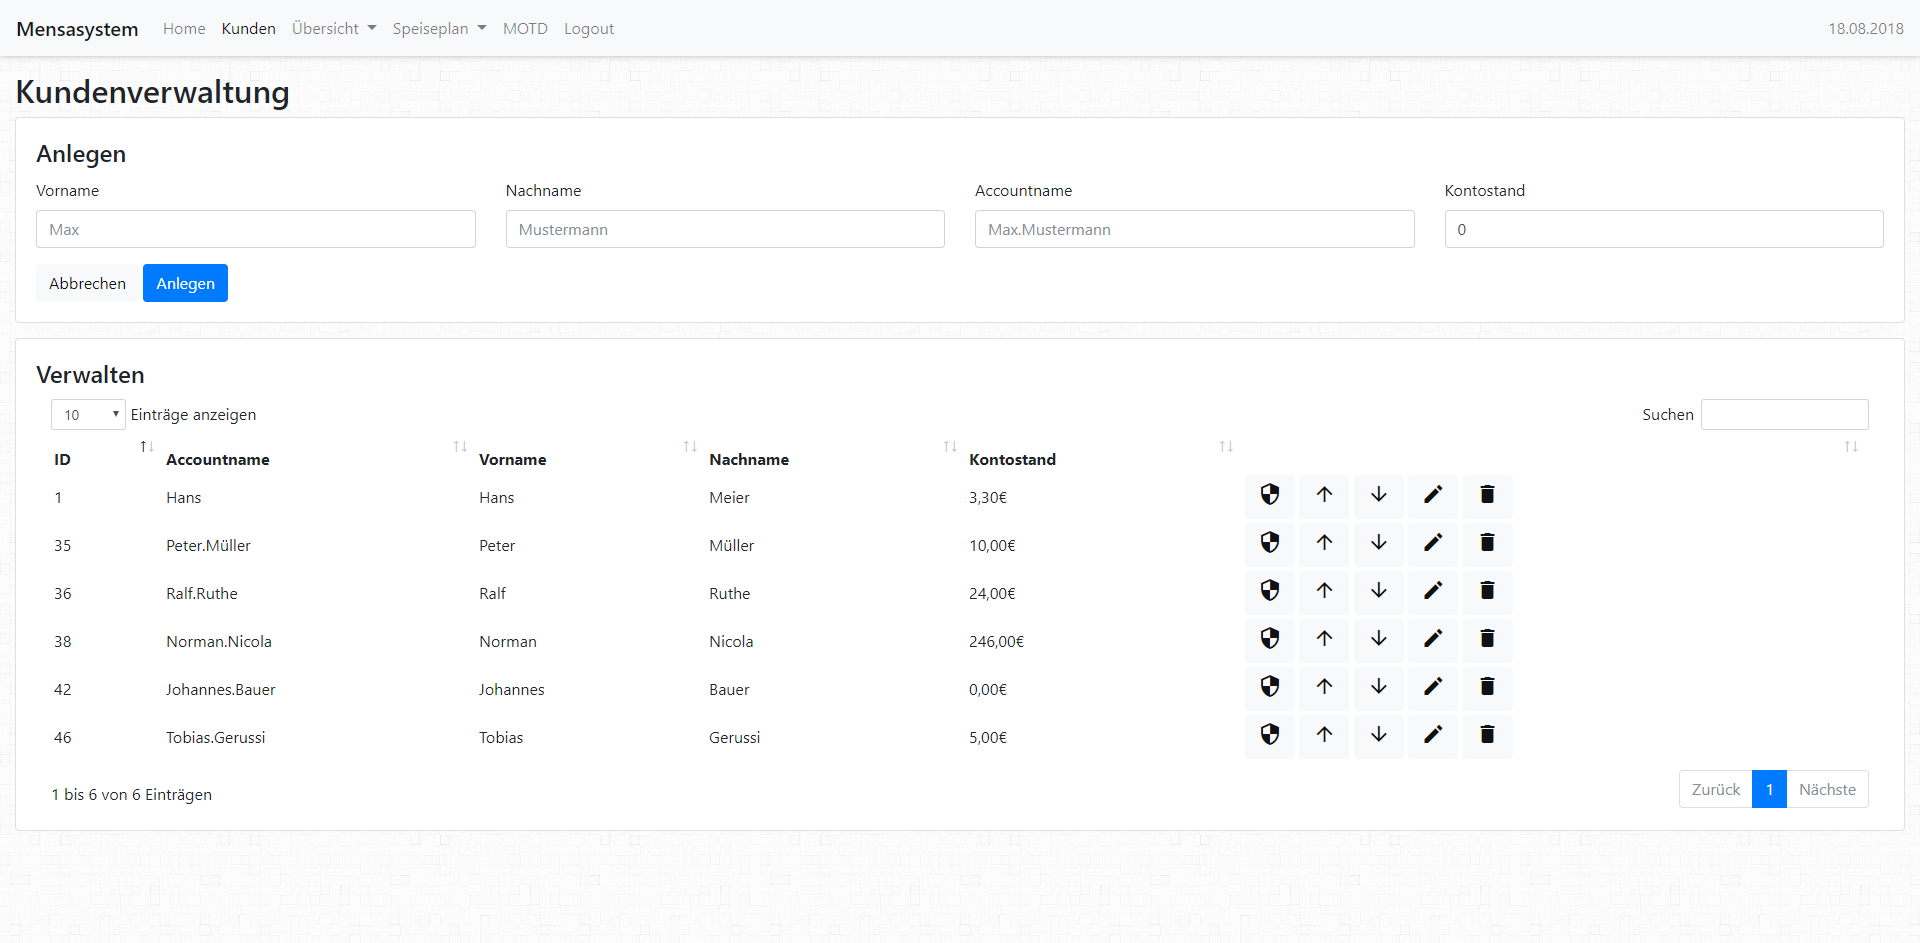 Mensasystem Home Kunden Übersicht Speiseplan MOTD Logout 18.08.2018
Kundenverwaltung
Anlegen
Vorname Nachname Accountname Kontostand
Max Mustermann Max.Mustermann 0
Abbrechen Anlegen
Verwalten
10 Einträge anzeigen Suchen
ID Accountname Vorname Nachname Kontostand
1 Hans Hans Meier 3,30€
35 Peter.Müller Peter Müller 10,00€
36 Ralf.Ruthe Ralf Ruthe 24,00€
38 Norman.Nicola Norman Nicola 246,00€
42 Johannes.Bauer Johannes Bauer 0,00€
46 Tobias.Gerussi Tobias Gerussi 5,00€
1 bis 6 von 6 Einträgen Zurück 1 Nächste